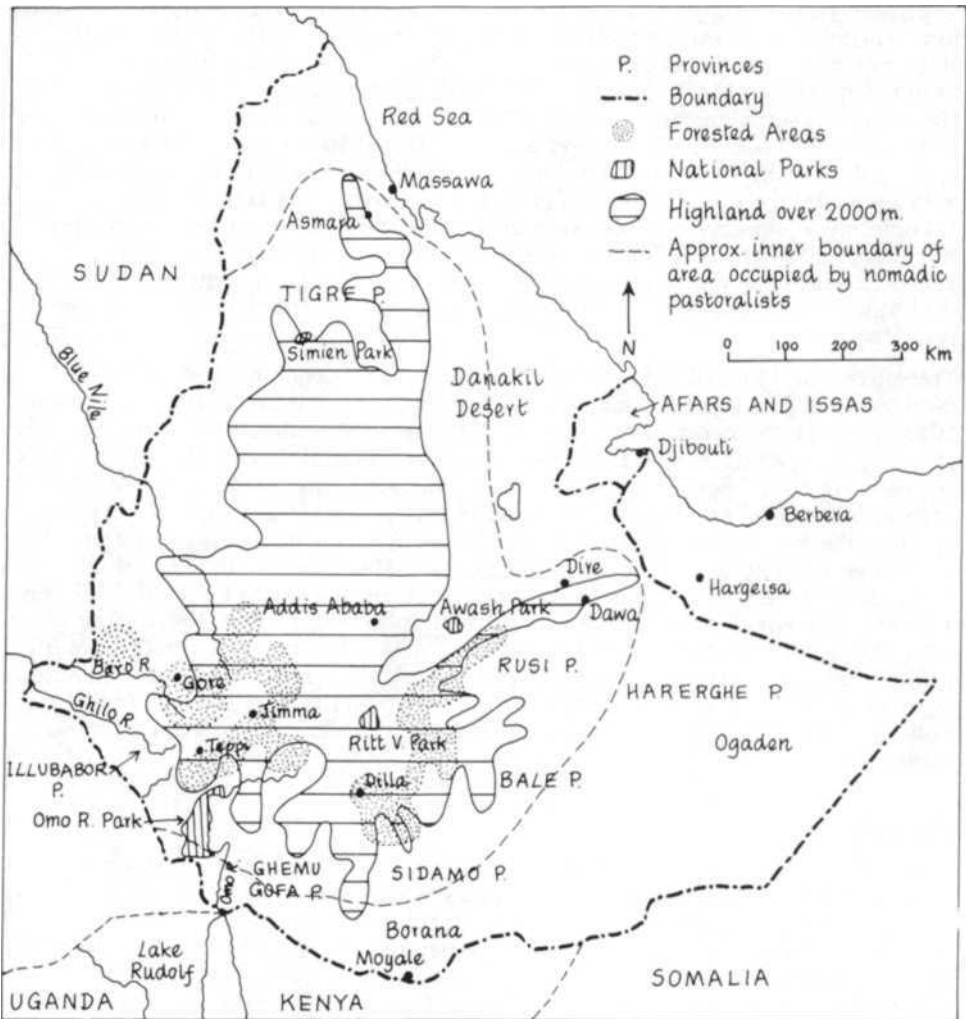 P. Provinces
Boundary
Forested Areas
National Parks
Highland over 2000 m.
Approx. inner boundary of
area occupied by nomadic
pastoralists
N
0 100 200 300 Km
Red Sea
Massawa
Asmara
SUDAN
TIGRE P.
Simien Park
Blue Nile
Danakil
Desert
AFARS AND ISSAS
Djibouti
Berbera
Dire
Dawa
Hargeisa
Addis Ababa
Awash Park
RUSI P.
HARERGHE P.
Baro R.
Gore
Ghilo R.
Jimma
Ritt V. Park
Ogaden
Teppi
ILLUBABOR
P.
BALE P.
Dilla
Omo R. Park
GHEMU
GOFA P.
SIDAMO P.
Omo R.
Borana
Lake
Rudolf
Moyale
SOMALIA
UGANDA
KENYA